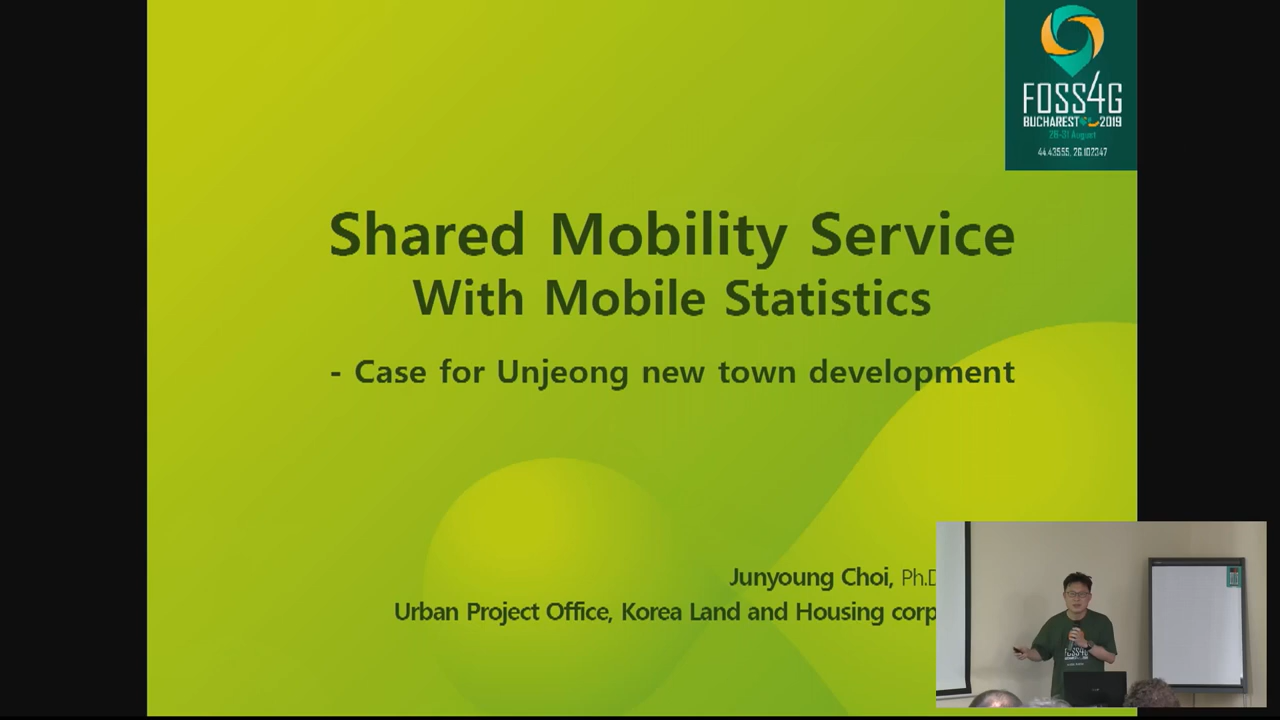 FOSS4G
BUCHAREST 2019
26-31 August
44.43555, 26.102347
Shared Mobility Service
With Mobile Statistics
- Case for Unjeong new town development
Junyoung Choi, Ph.D
Urban Project Office, Korea Land and Housing corp
FOSS4G